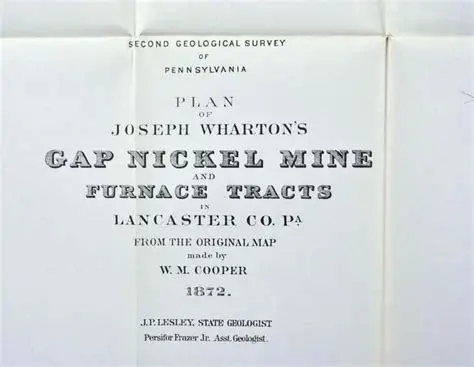 SECOND GEOLOGICAL SURVEY
OF
PENNSYLVANIA
PLAN
OF
JOSEPH WHARTON'S
GAP NICKEL MINE
AND
FURNACE TRACTS
IN
LANCASTER CO. PA
FROM THE ORIGINAL MAP
made by
W. M. COOPER
1872.
J.P. LESLEY, STATE GEOLOGIST
Persifor Frazer Jr. Asst. Geologist.